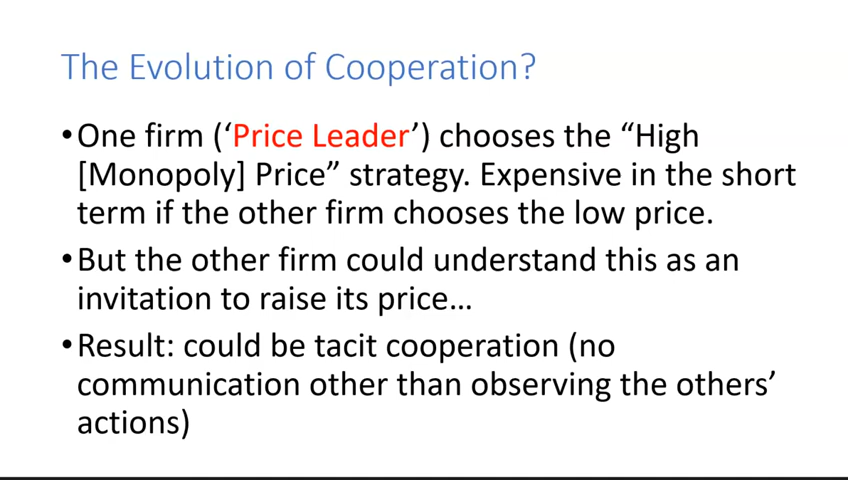 The Evolution of Cooperation?
•One firm (‘Price Leader’) chooses the “High
[Monopoly] Price” strategy. Expensive in the short
term if the other firm chooses the low price.
•But the other firm could understand this as an
invitation to raise its price…
•Result: could be tacit cooperation (no
communication other than observing the others’
actions)